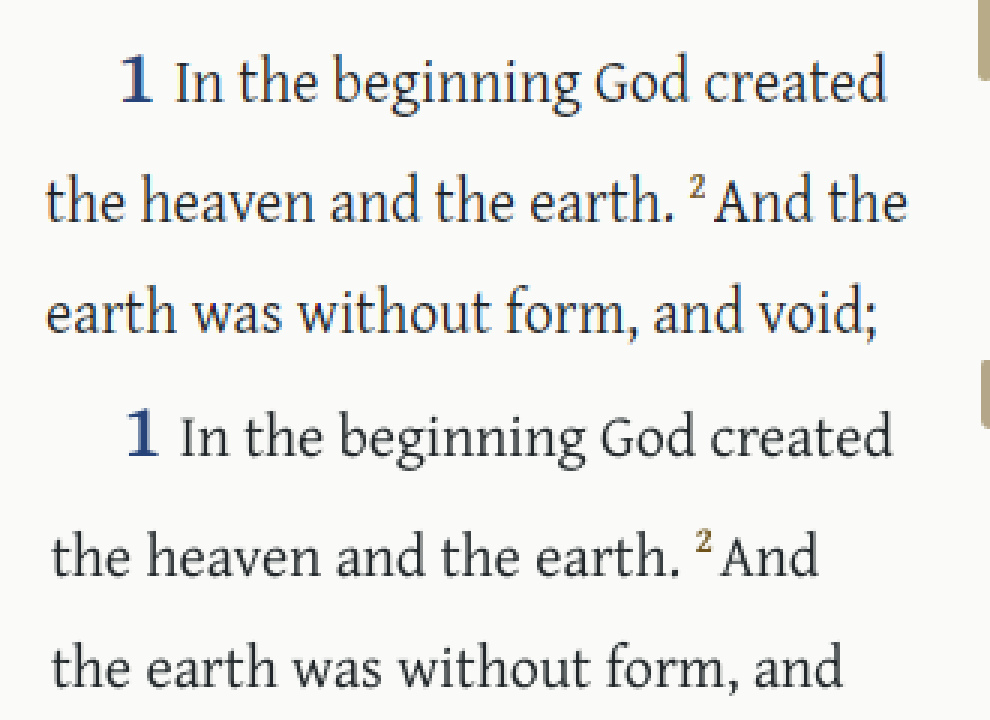 1 In the beginning God created
the heaven and the earth. 2 And the
earth was without form, and void;
1 In the beginning God created
the heaven and the earth. 2 And
the earth was without form, and